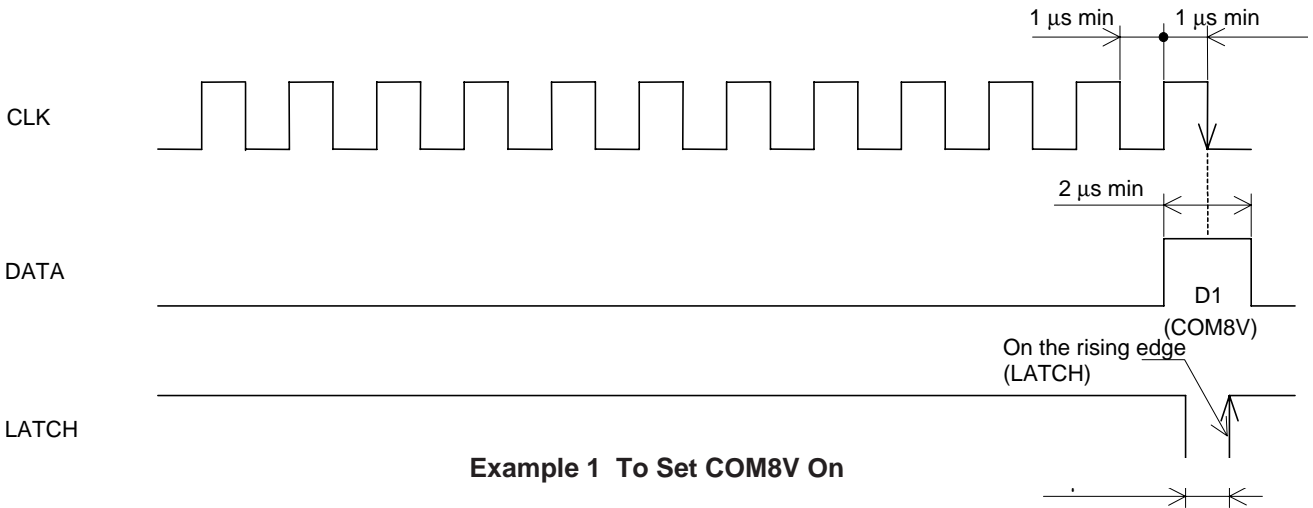 1 μs min
1 μs min
CLK
2 μs min
DATA
D1
(COM8V)
On the rising edge
(LATCH)
LATCH
Example 1 To Set COM8V On